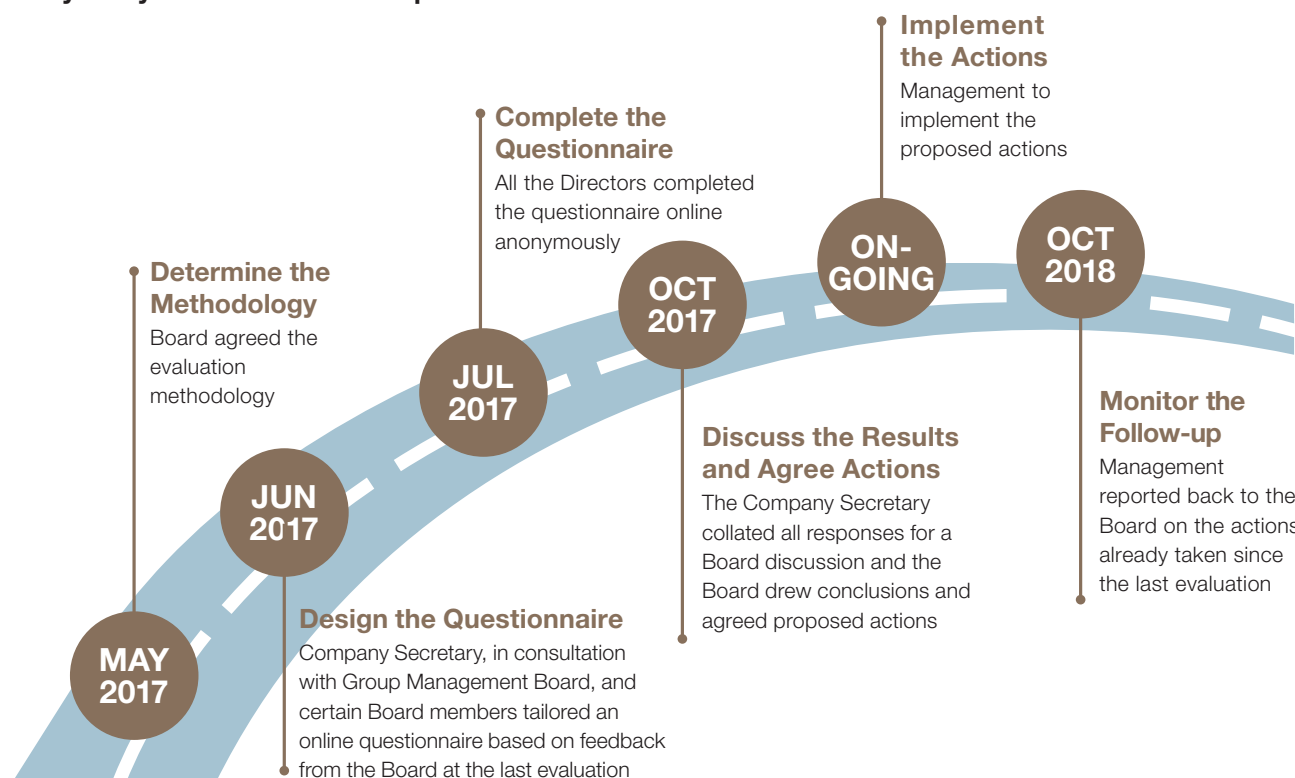 MAY
2017
Determine the
Methodology
Board agreed the
evaluation
methodology
JUN
2017
Design the Questionnaire
Company Secretary, in consultation
with Group Management Board, and
certain Board members tailored an
online questionnaire based on feedback
from the Board at the last evaluation
JUL
2017
Complete the
Questionnaire
All the Directors completed
the questionnaire online
anonymously
OCT
2017
Discuss the Results
and Agree Actions
The Company Secretary
collated all responses for a
Board discussion and the
Board drew conclusions and
agreed proposed actions
ON-
GOING
Implement
the Actions
Management to
implement the
proposed actions
OCT
2018
Monitor the
Follow-up
Management
reported back to the
Board on the actions
already taken since
the last evaluation